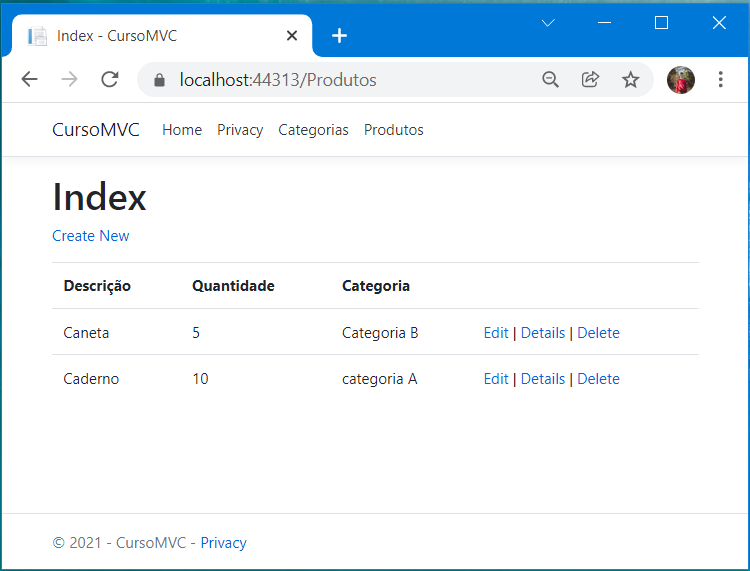 Index - CursoMVC
localhost:44313/Produtos
CursoMVC Home Privacy Categorias Produtos
Index
Create New
Descrição Quantidade Categoria
Caneta 5 Categoria B Edit | Details | Delete
Caderno 10 categoria A Edit | Details | Delete
© 2021 - CursoMVC - Privacy